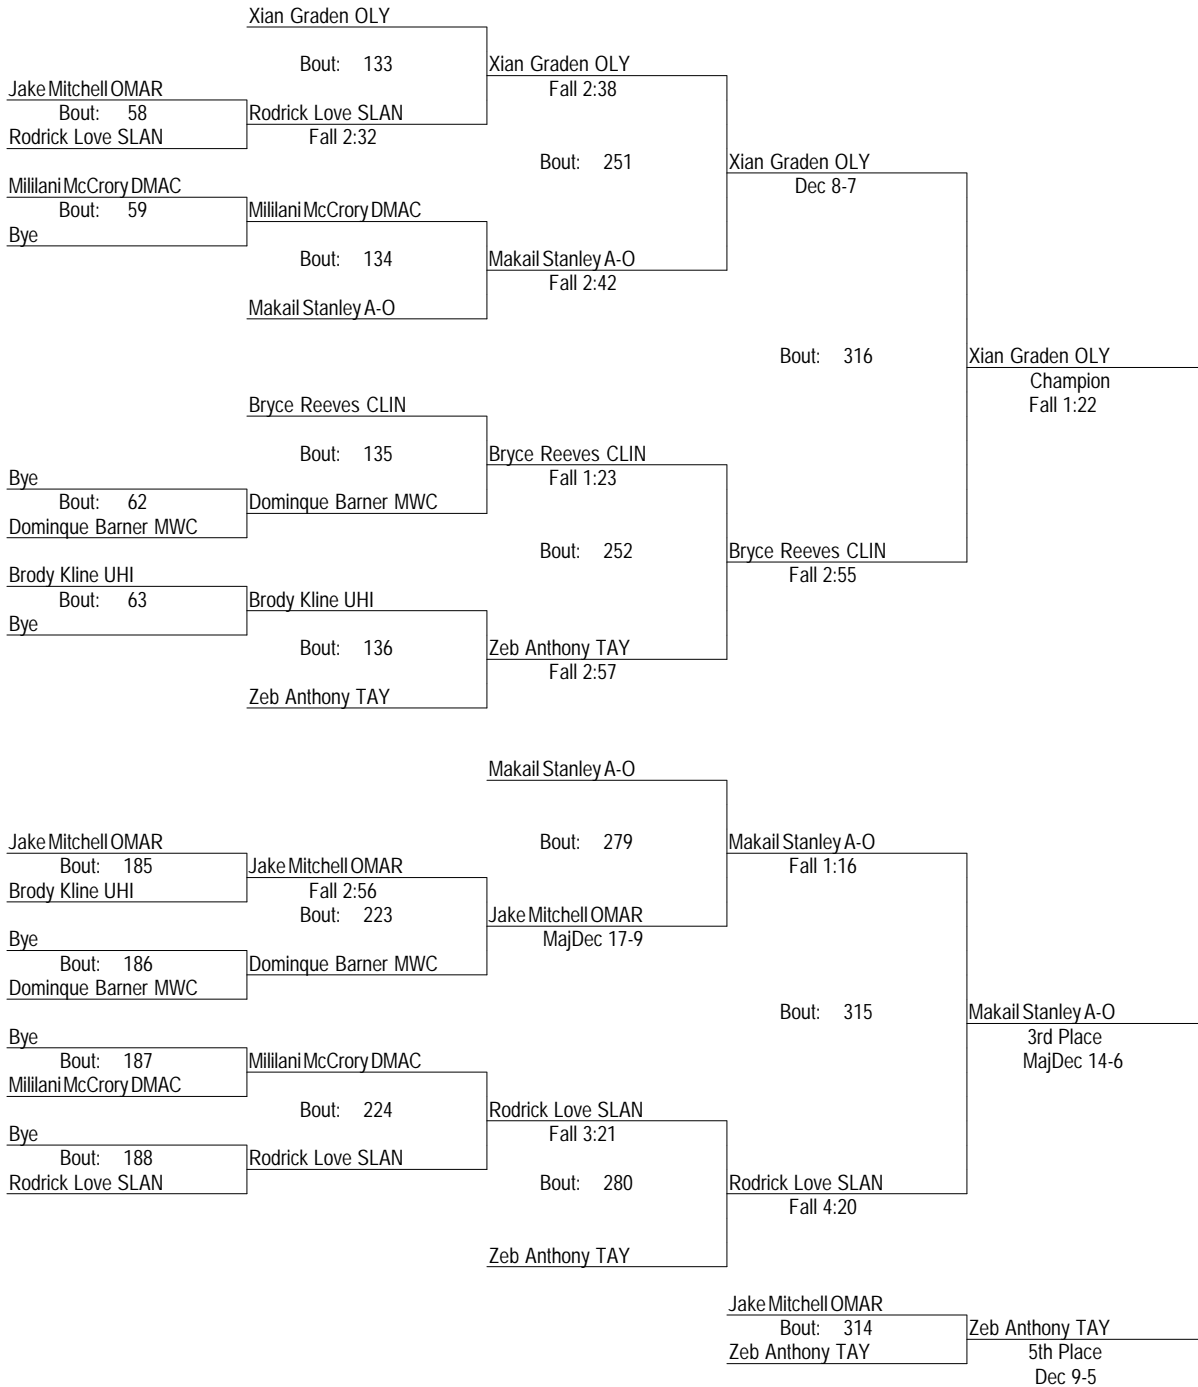 Xian Graden OLY
Bout: 133
Xian Graden OLY
Fall 2:38
Jake Mitchell OMAR
Bout: 58
Rodrick Love SLAN
Rodrick Love SLAN
Fall 2:32
Bout: 251
Xian Graden OLY
Dec 8-7
Mililani McCrory DMAC
Bout: 59
Mililani McCrory DMAC
Bye
Bout: 134
Makail Stanley A-O
Fall 2:42
Makail Stanley A-O
Bout: 316
Xian Graden OLY
Champion
Fall 1:22
Bryce Reeves CLIN
Bout: 135
Bryce Reeves CLIN
Fall 1:23
Bye
Bout: 62
Dominque Barner MWC
Dominque Barner MWC
Bout: 252
Bryce Reeves CLIN
Fall 2:55
Brody Kline UHI
Bout: 63
Brody Kline UHI
Bye
Bout: 136
Zeb Anthony TAY
Fall 2:57
Zeb Anthony TAY
Makail Stanley A-O
Bout: 279
Makail Stanley A-O
Fall 1:16
Jake Mitchell OMAR
Bout: 185
Brody Kline UHI
Jake Mitchell OMAR
Fall 2:56
Bout: 223
Jake Mitchell OMAR
MajDec 17-9
Bye
Bout: 186
Dominque Barner MWC
Dominque Barner MWC
Bout: 315
Makail Stanley A-O
3rd Place
MajDec 14-6
Bye
Bout: 187
Mililani McCrory DMAC
Mililani McCrory DMAC
Bout: 224
Rodrick Love SLAN
Fall 3:21
Bye
Bout: 188
Rodrick Love SLAN
Rodrick Love SLAN
Bout: 280
Rodrick Love SLAN
Fall 4:20
Zeb Anthony TAY
Jake Mitchell OMAR
Bout: 314
Zeb Anthony TAY
Zeb Anthony TAY
5th Place
Dec 9-5